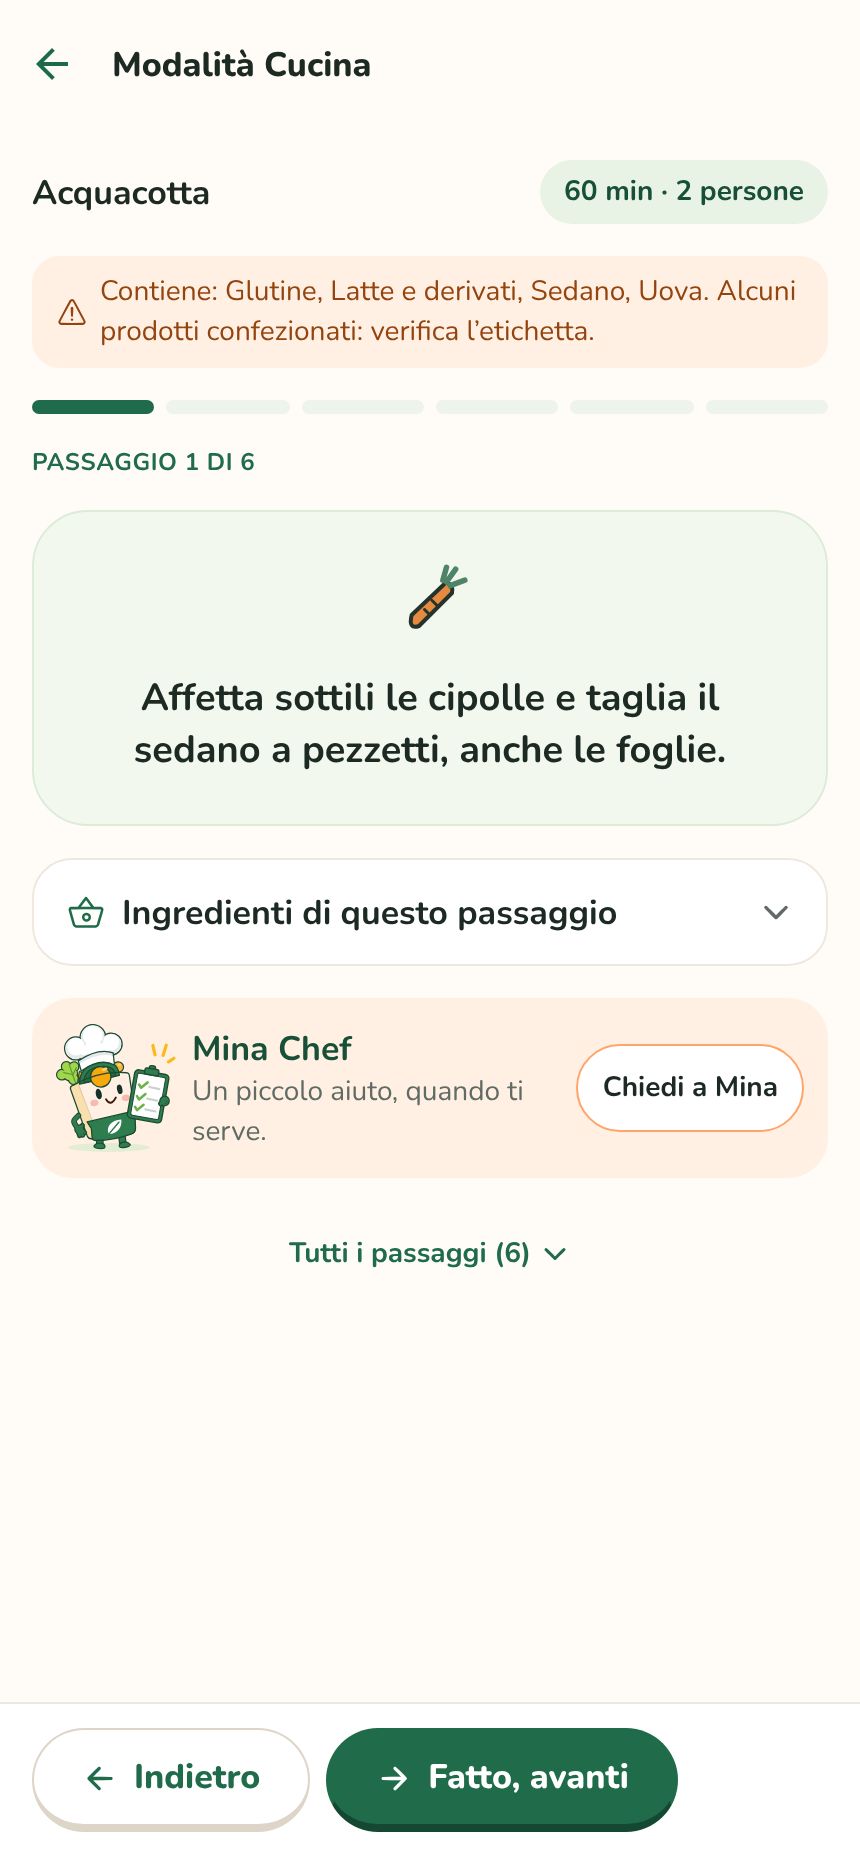 Modalità Cucina
Acquacotta
60 min · 2 persone
Contiene: Glutine, Latte e derivati, Sedano, Uova. Alcuni
prodotti confezionati: verifica l’etichetta.
PASSAGGIO 1 DI 6
Affetta sottili le cipolle e taglia il
sedano a pezzetti, anche le foglie.
Ingredienti di questo passaggio
Mina Chef
Un piccolo aiuto, quando ti
serve.
Chiedi a Mina
Tutti i passaggi (6)
Indietro
Fatto, avanti